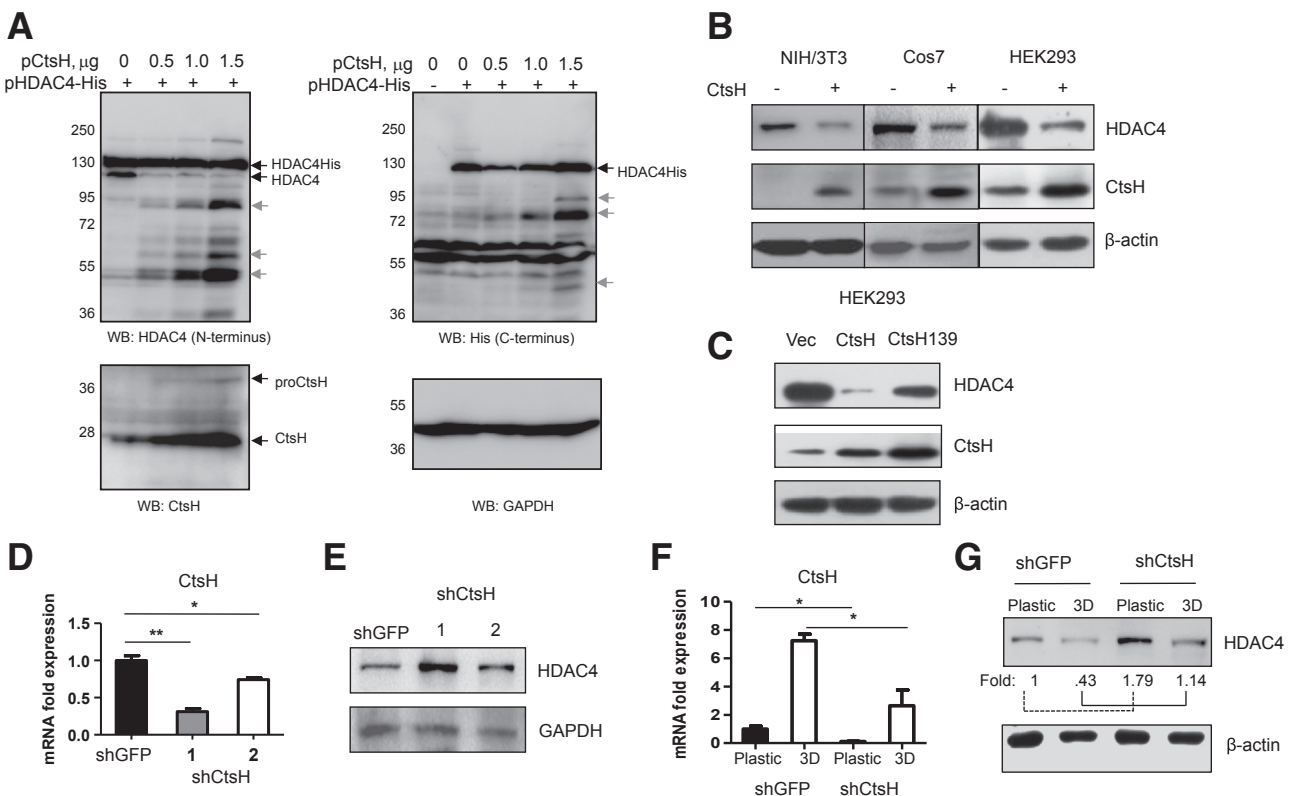 A
pCtsH, µg 0 0.5 1.0 1.5
pHDAC4-His + + + +
250
130
95
72
55
36
HDAC4His
HDAC4
WB: HDAC4 (N-terminus)
36
28
proCtsH
CtsH
WB: CtsH
pCtsH, µg 0 0 0.5 1.0 1.5
pHDAC4-His - + + + +
250
130
95
72
55
36
HDAC4His
WB: His (C-terminus)
55
36
WB: GAPDH
B
NIH/3T3 Cos7 HEK293
CtsH - + - + - +
HDAC4
CtsH
β-actin
HEK293
C
Vec CtsH CtsH139
HDAC4
CtsH
β-actin
D
CtsH
mRNA fold expression
1.5
1.0
0.5
0.0
*
**
shGFP 1 2
shCtsH
E
shCtsH
shGFP 1 2
HDAC4
GAPDH
F
CtsH
mRNA fold expression
10
8
6
4
2
0
*
*
Plastic 3D Plastic 3D
shGFP shCtsH
G
shGFP shCtsH
Plastic 3D Plastic 3D
HDAC4
Fold: 1 .43 1.79 1.14
β-actin